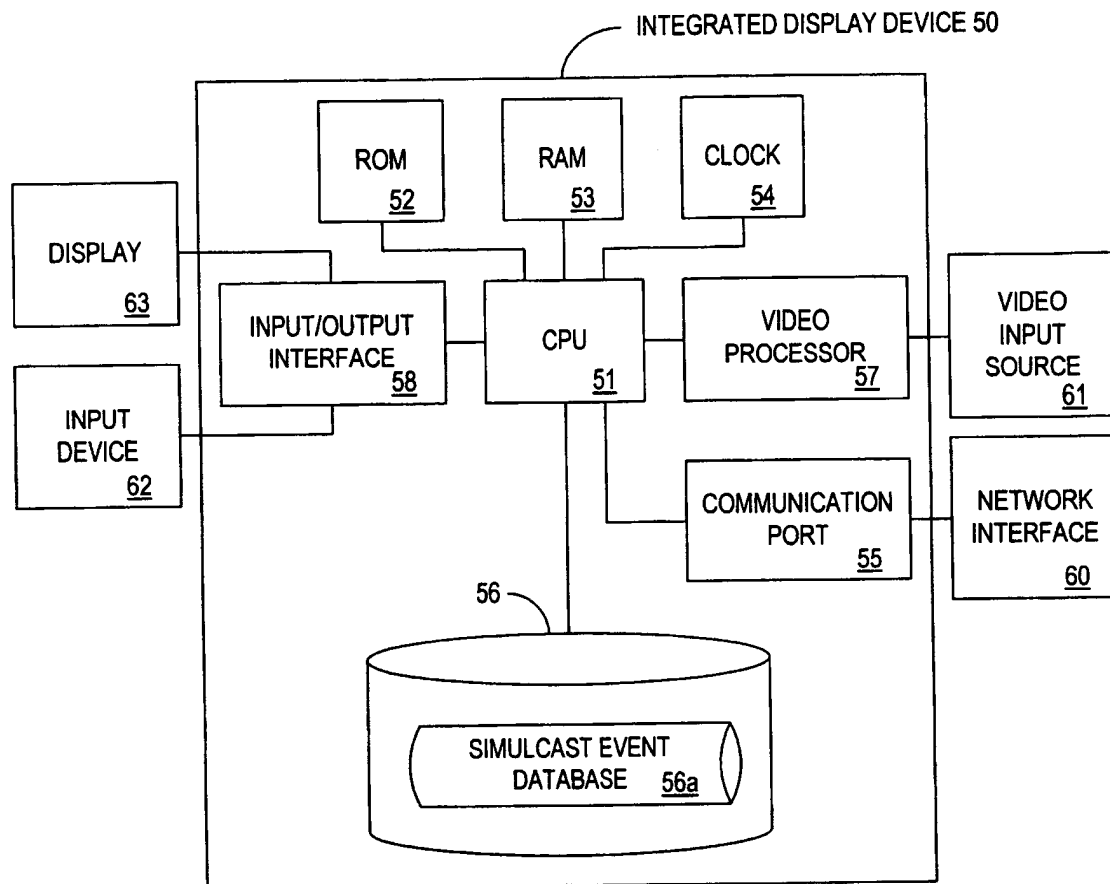 INTEGRATED DISPLAY DEVICE 50
ROM
52
RAM
53
CLOCK
54
DISPLAY
63
INPUT/OUTPUT
INTERFACE
58
CPU
51
VIDEO
PROCESSOR
57
VIDEO
INPUT
SOURCE
61
INPUT
DEVICE
62
COMMUNICATION
PORT
55
NETWORK
INTERFACE
60
56
SIMULCAST EVENT
DATABASE
56a